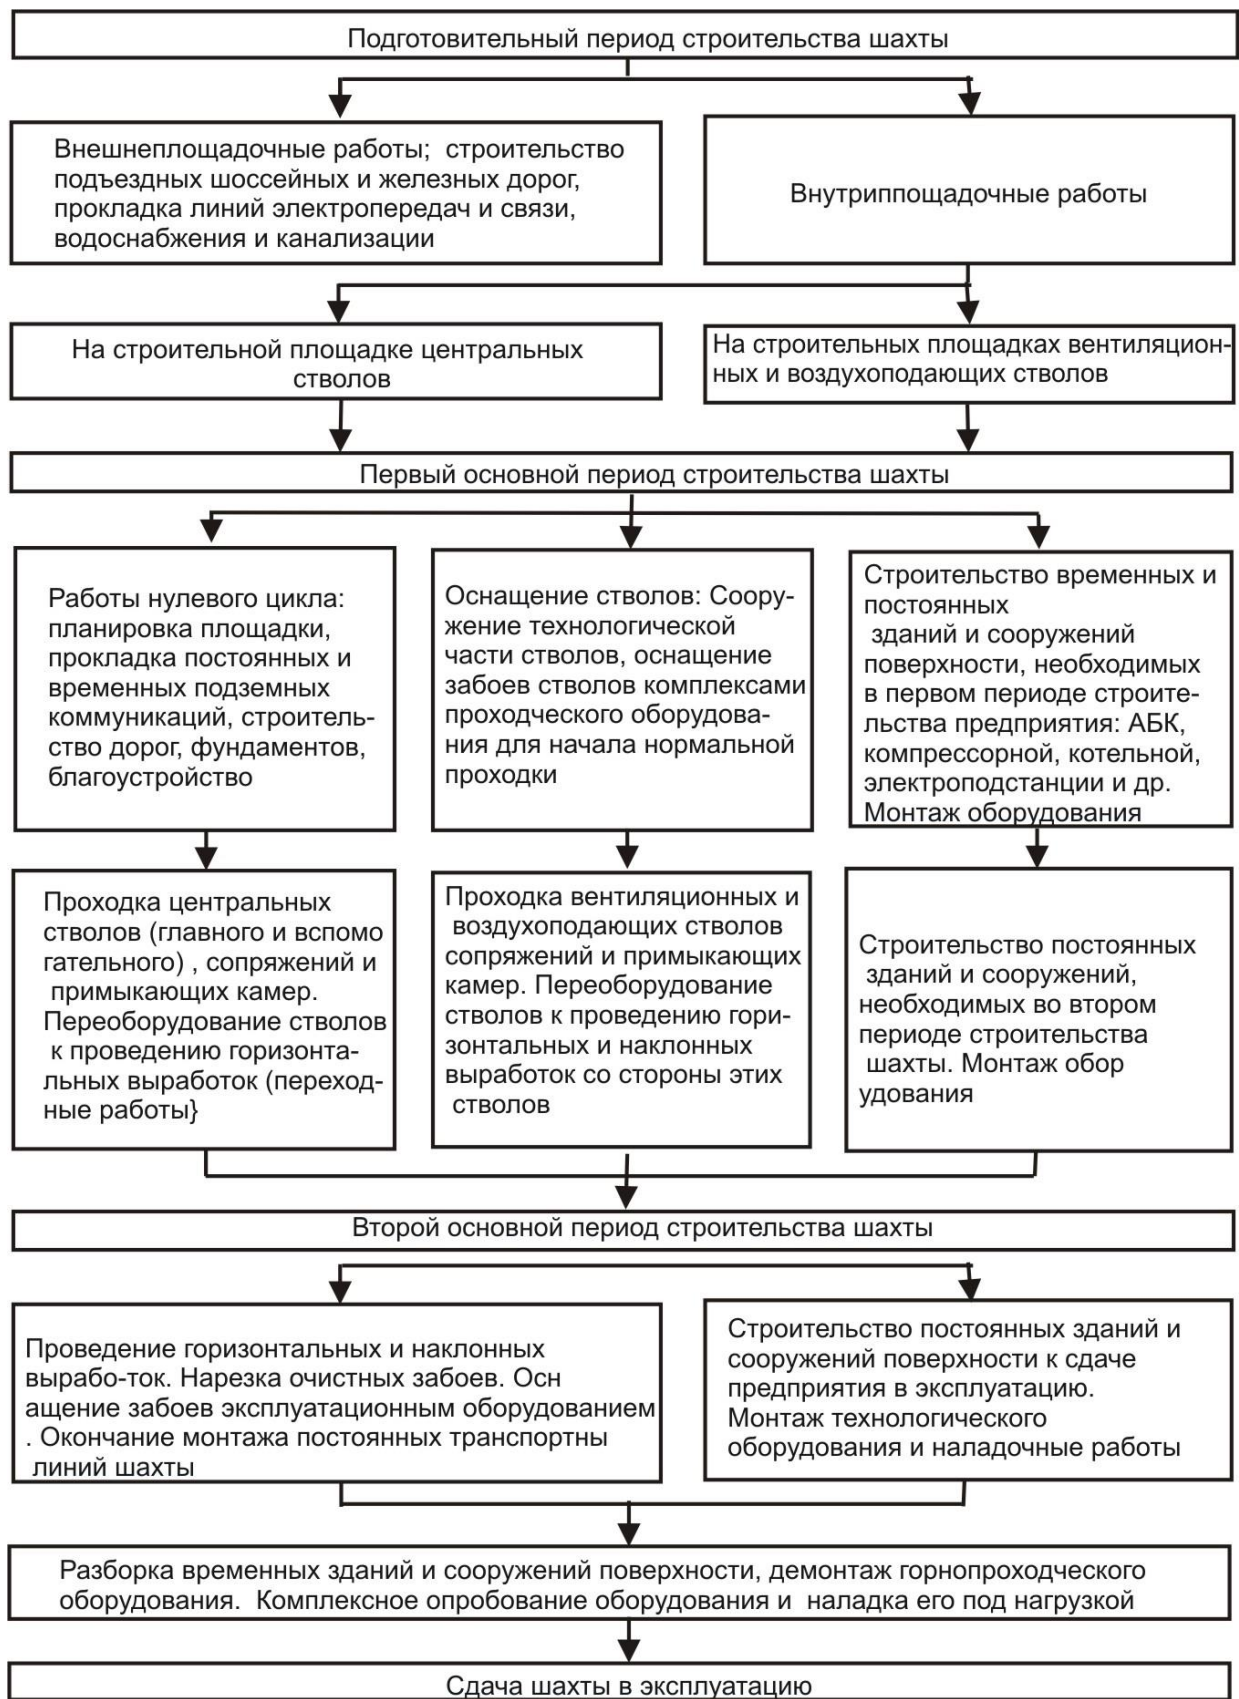 Подготовительный период строительства шахты
Внешнеплощадочные работы; строительство
подъездных шоссейных и железных дорог,
прокладка линий электропередач и связи,
водоснабжения и канализации
Внутриппощадочные работы
На строительной площадке центральных
стволов
На строительных площадках вентиляцион-
ных и воздухоподающих стволов
Первый основной период строительства шахты
Работы нулевого цикла:
планировка площадки,
прокладка постоянных и
временных подземных
коммуникаций, строитель-
ство дорог, фундаментов,
благоустройство
Оснащение стволов: Соору-
жение технологической
части стволов, оснащение
забоев стволов комплексами
проходческого оборудова-
ния для начала нормальной
проходки
Строительство временных и
постоянных
зданий и сооружений
поверхности, необходимых
в первом периоде строите-
льства предприятия: АБК,
компрессорной, котельной,
электроподстанции и др.
Монтаж оборудования
Проходка центральных
стволов (главного и вспомо
гательного) , сопряжений и
примыкающих камер.
Переоборудование стволов
к проведению горизонта-
льных выработок (переход-
ные работы}
Проходка вентиляционных и
воздухоподающих стволов
сопряжений и примыкающих
камер. Переоборудование
стволов к проведению гори-
зонтальных и наклонных
выработок со стороны этих
стволов
Строительство постоянных
зданий и сооружений,
необходимых во втором
периоде строительства
шахты. Монтаж обор
удования
Второй основной период строительства шахты
Проведение горизонтальных и наклонных
вырабо-ток. Нарезка очистных забоев. Осн
ащение забоев эксплуатационным оборудованием
. Окончание монтажа постоянных транспортны
линий шахты
Строительство постоянных зданий и
сооружений поверхности к сдаче
предприятия в эксплуатацию.
Монтаж технологического
оборудования и наладочные работы
Разборка временных зданий и сооружений поверхности, демонтаж горнопроходческого
оборудования. Комплексное опробование оборудования и наладка его под нагрузкой
Сдача шахты в эксплуатацию